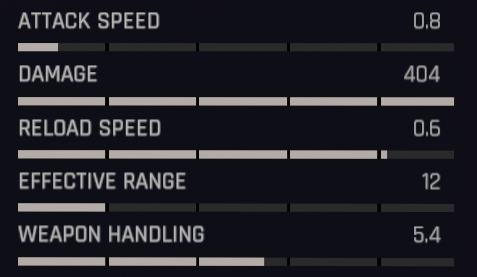 ATTACK SPEED 0.8
DAMAGE 404
RELOAD SPEED 0.6
EFFECTIVE RANGE 12
WEAPON HANDLING 5.4